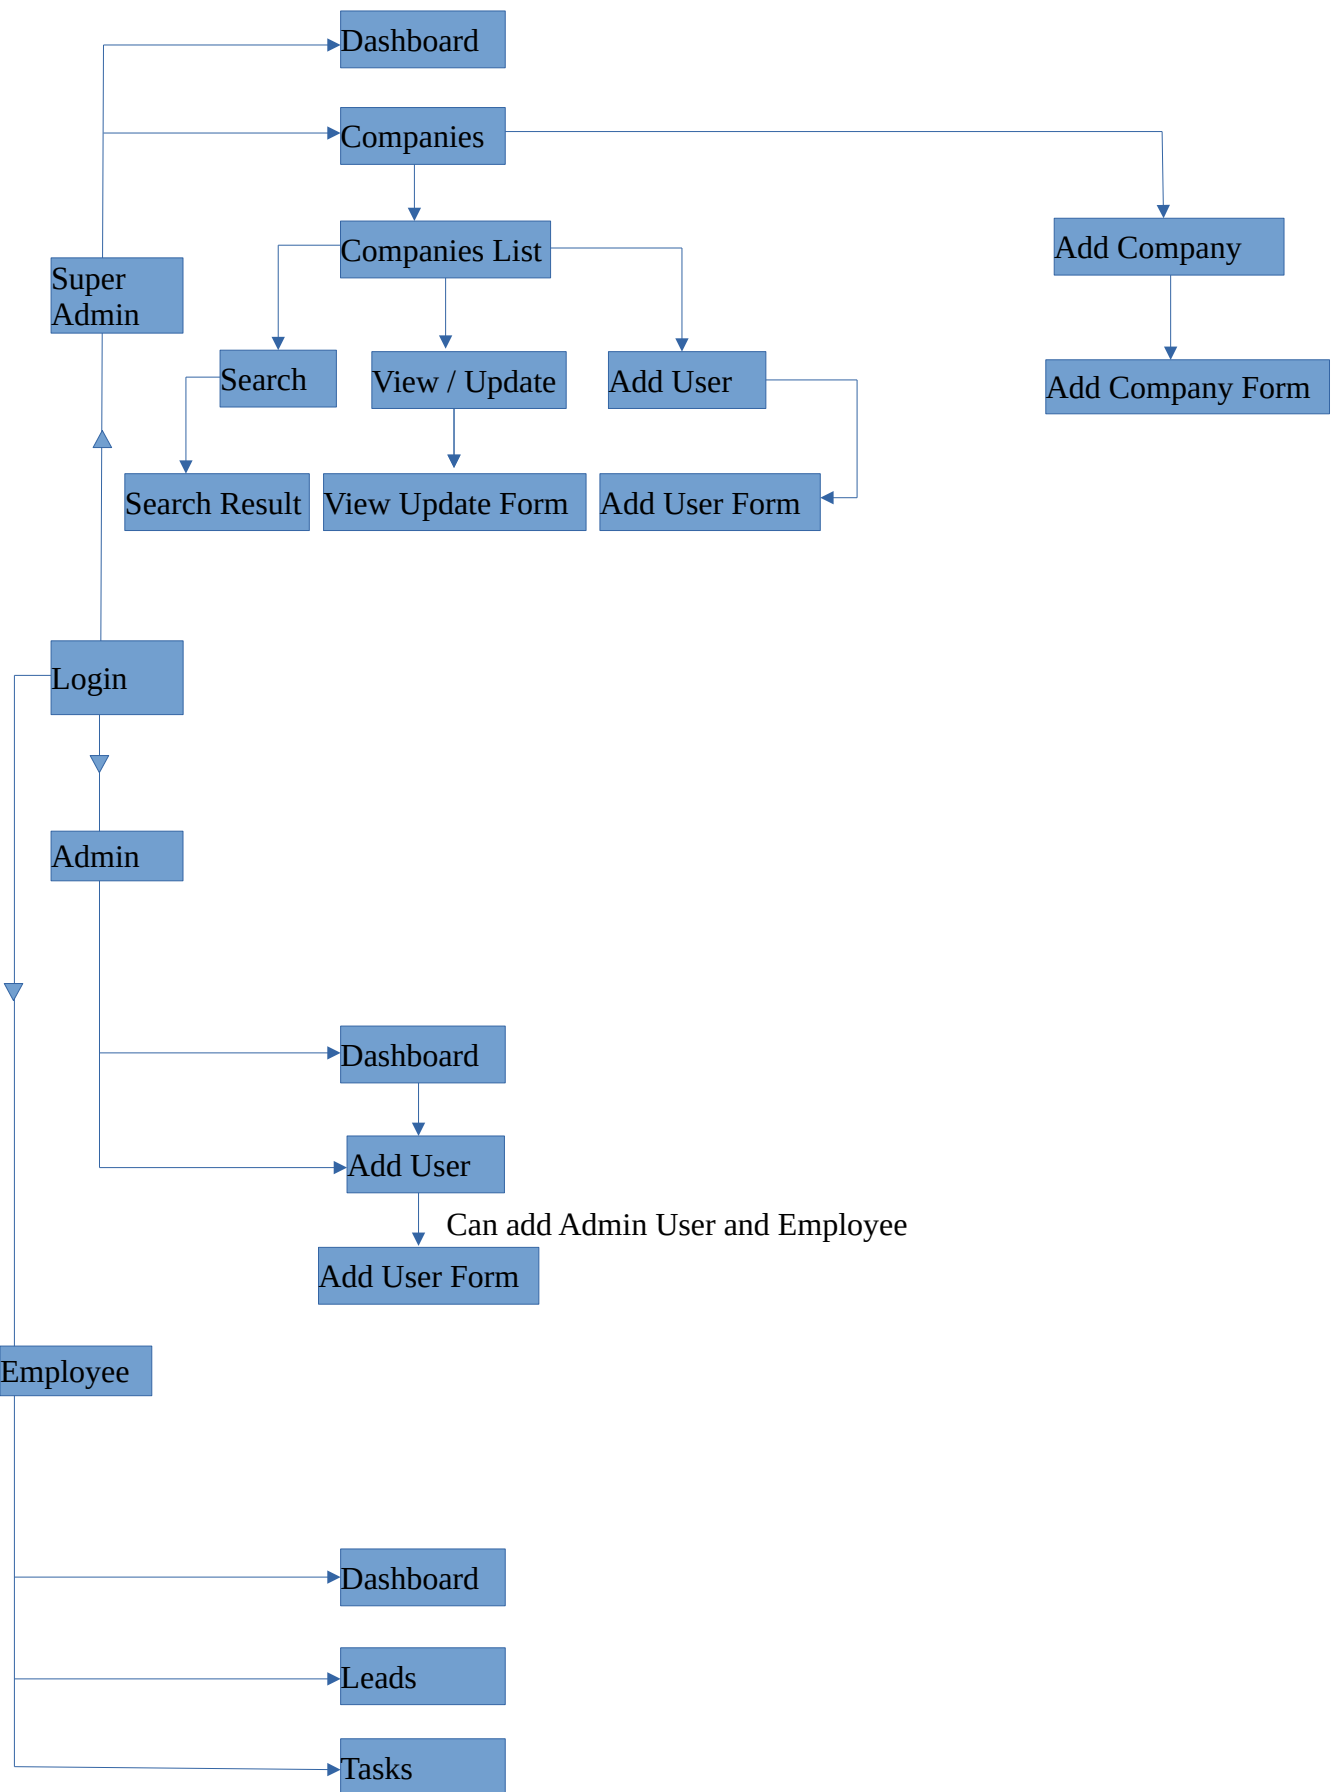 Dashboard
Companies
Companies List
Add Company
Super
Admin
Search
View / Update
Add User
Add Company Form
Search Result
View Update Form
Add User Form
Login
Admin
Dashboard
Add User
Can add Admin User and Employee
Add User Form
Employee
Dashboard
Leads
Tasks